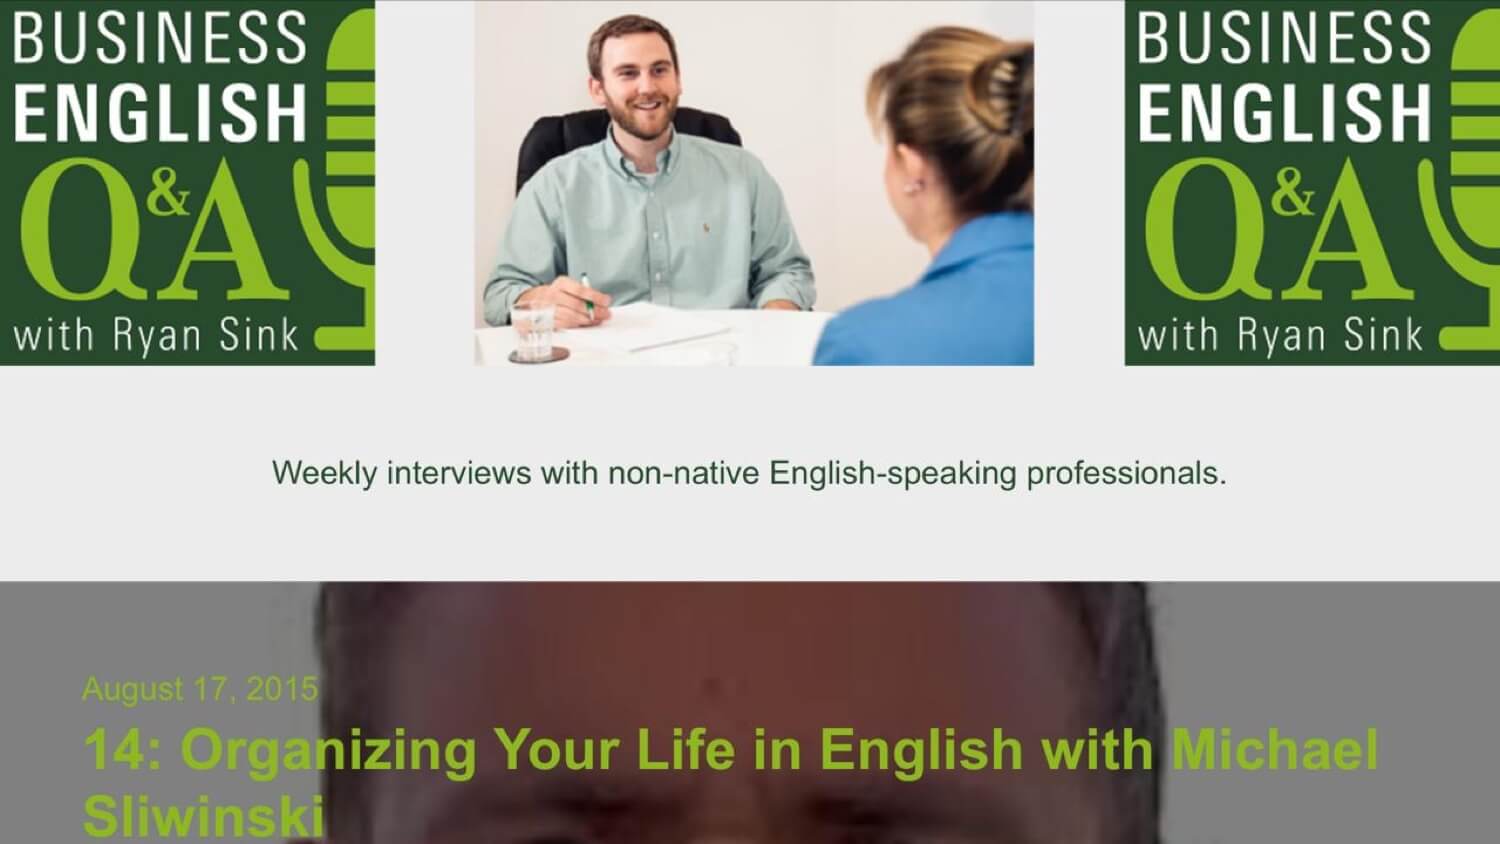 BUSINESS
ENGLISH
Q&A
with Ryan Sink
BUSINESS
ENGLISH
Q&A
with Ryan Sink
Weekly interviews with non-native English-speaking professionals.
August 17, 2015
14: Organizing Your Life in English with Michael
Sliwinski